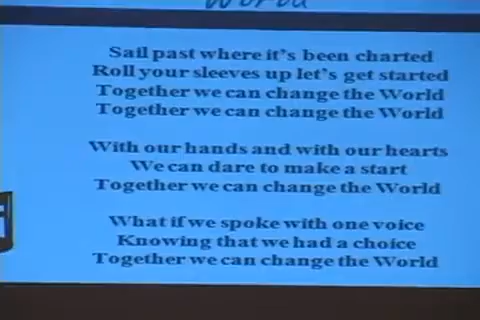 World
Sail past where it's been charted
Roll your sleeves up let's get started
Together we can change the World
Together we can change the World
With our hands and with our hearts
We can dare to make a start
Together we can change the World
What if we spoke with one voice
Knowing that we had a choice
Together we can change the World